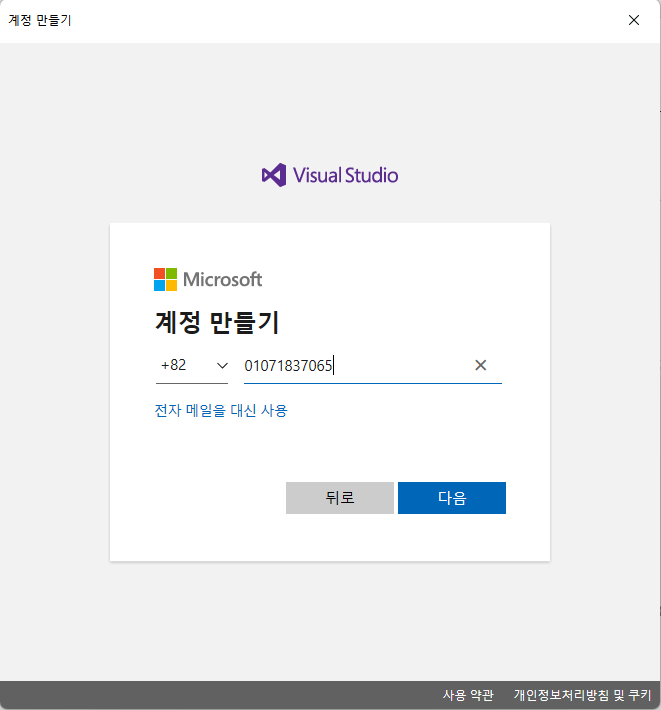 계정 만들기
Visual Studio
Microsoft
계정 만들기
+82 01071837065
전자 메일을 대신 사용
뒤로 다음
사용 약관 개인정보처리방침 및 쿠키